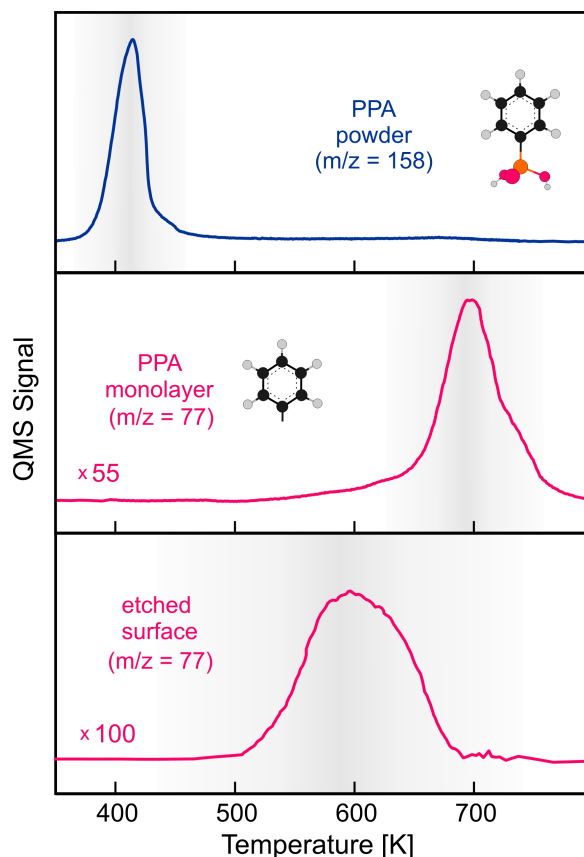 PPA
powder
(m/z = 158)
PPA
monolayer
(m/z = 77)
x 55
etched
surface
(m/z = 77)
x 100
QMS Signal
400 500 600 700
Temperature [K]